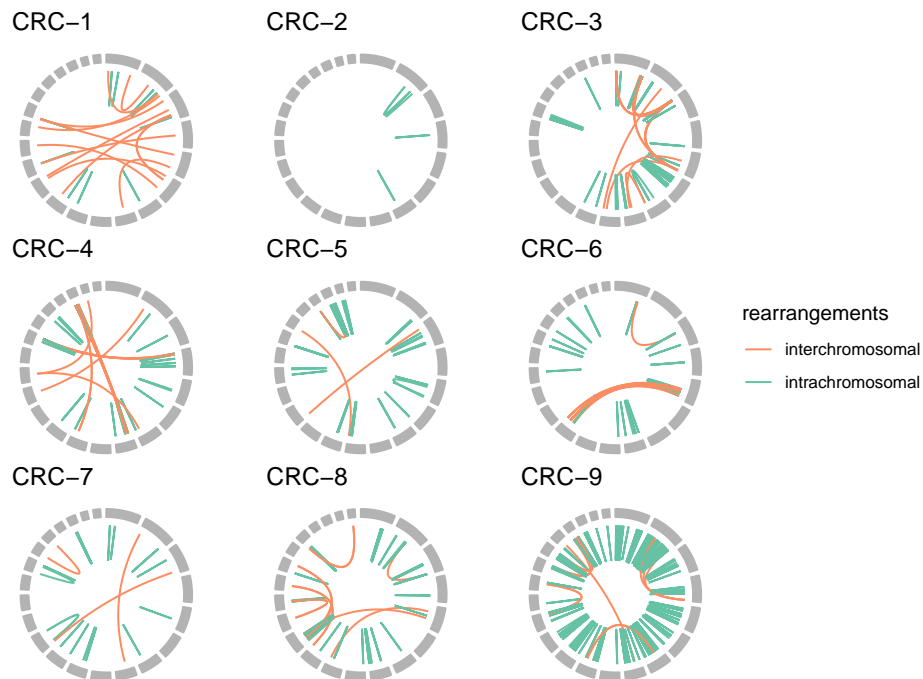 CRC−1
CRC−2
CRC−3
CRC−4
CRC−5
CRC−6
CRC−7
CRC−8
CRC−9
rearrangements
interchromosomal
intrachromosomal